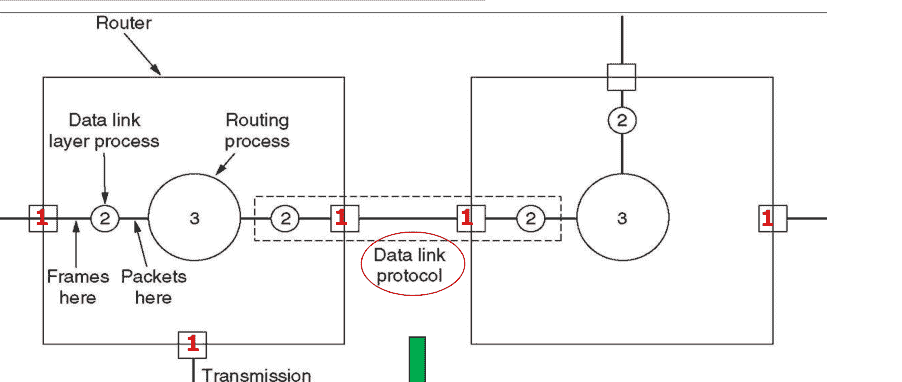 Router
Data link
layer process
Routing
process
2
1
2
3
2
1
1
2
3
1
Frames
here
Packets
here
Data link
protocol
1
Transmission